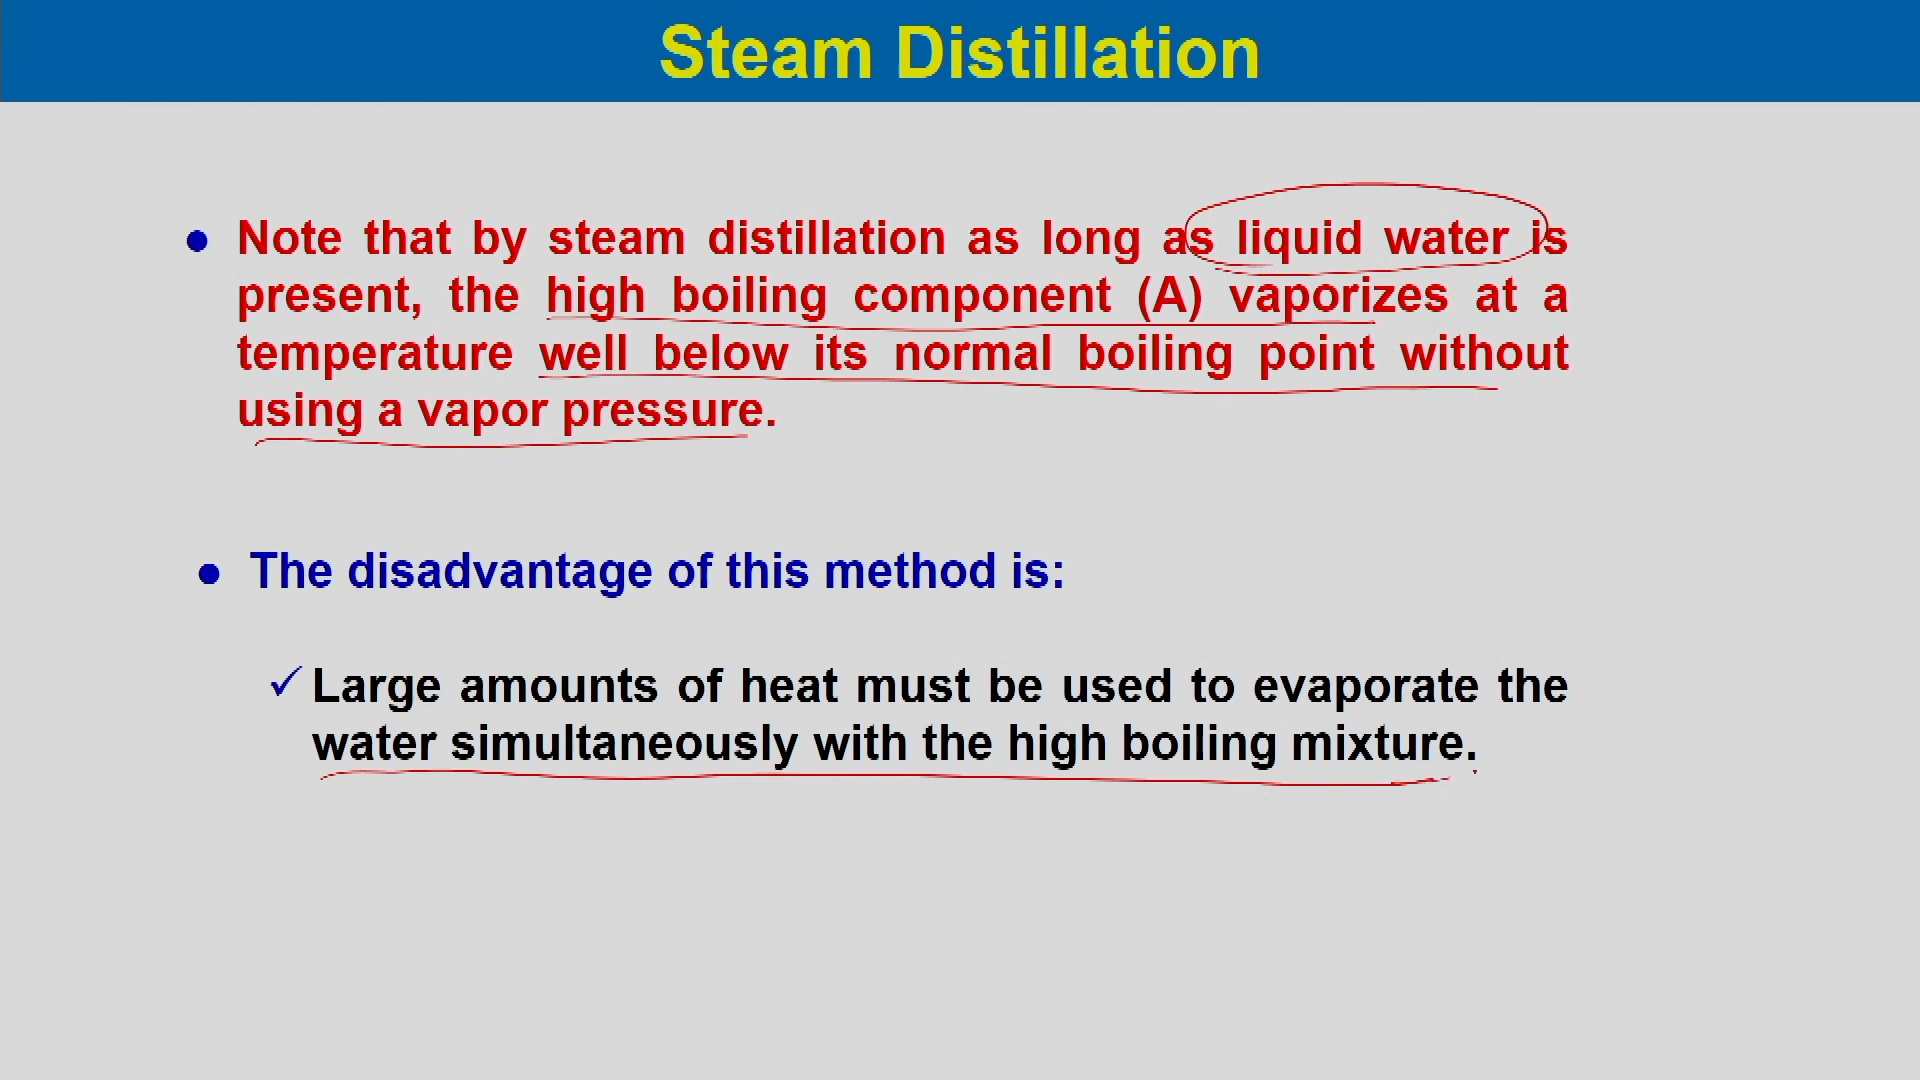 Steam Distillation
● Note that by steam distillation as long as liquid water is
present, the high boiling component (A) vaporizes at a
temperature well below its normal boiling point without
using a vapor pressure.
● The disadvantage of this method is:
✓ Large amounts of heat must be used to evaporate the
water simultaneously with the high boiling mixture.